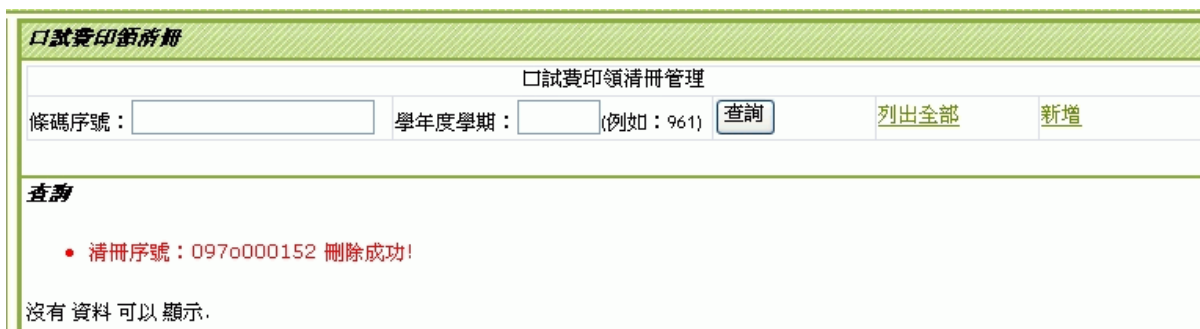 口試費印領清冊
口試費印領清冊管理
條碼序號： 學年度學期： (例如：961) 查詢 列出全部 新增
查詢
清冊序號：097o000152 刪除成功!
沒有 資料 可以 顯示.